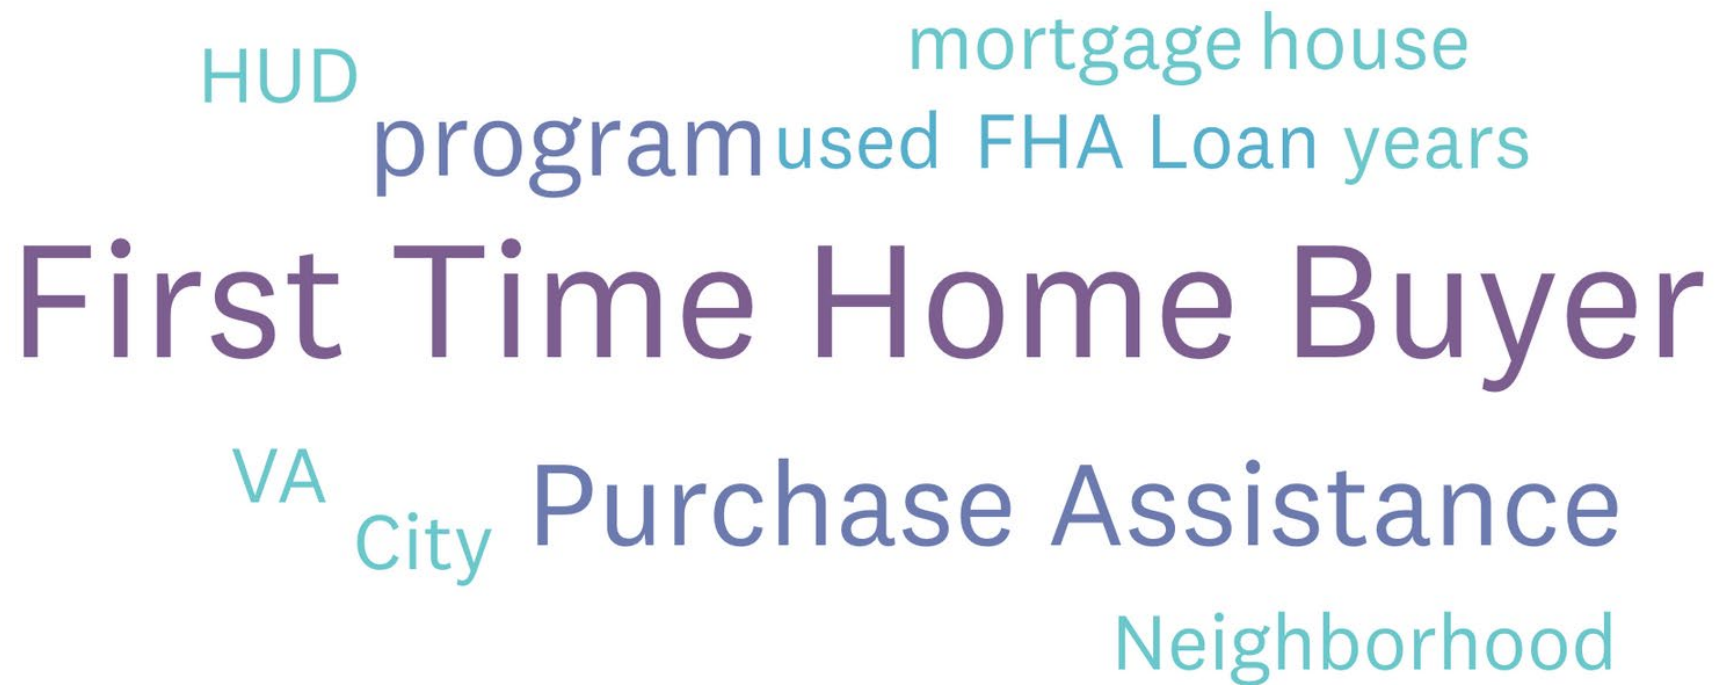 mortgage house
HUD
program used FHA Loan years
First Time Home Buyer
VA
Purchase Assistance
City
Neighborhood